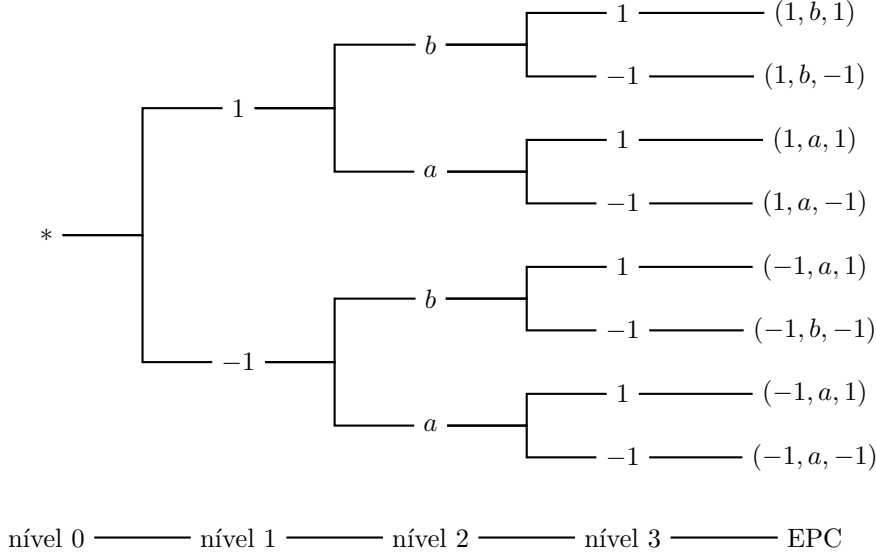 1 (1, b, 1)
b
−1 (1, b, −1)
1
1 (1, a, 1)
a
−1 (1, a, −1)
*
1 (−1, a, 1)
b
−1 (−1, b, −1)
−1
1 (−1, a, 1)
a
−1 (−1, a, −1)
nível 0 nível 1 nível 2 nível 3 EPC